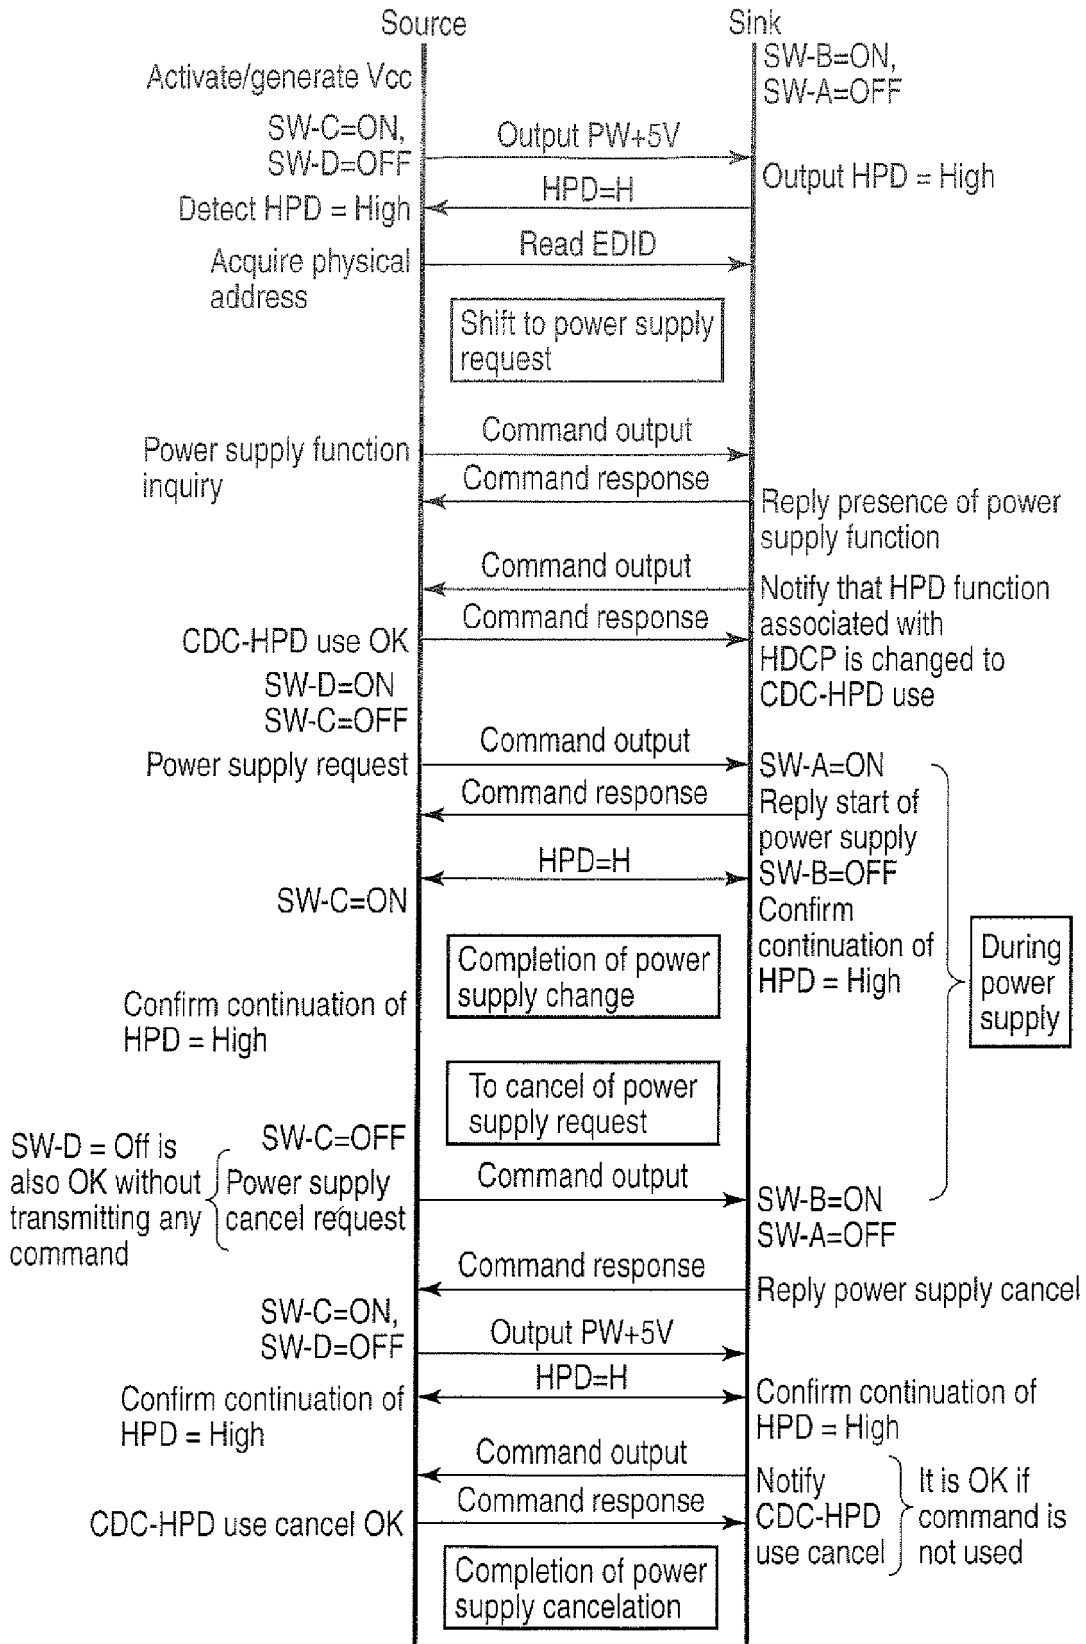 Source
Sink
SW-B=ON,
SW-A=OFF
Activate/generate Vcc
SW-C=ON,
SW-D=OFF
Output PW+5V
Output HPD = High
HPD=H
Detect HPD = High
Read EDID
Acquire physical
address
Shift to power supply
request
Command output
Power supply function
inquiry
Command response
Reply presence of power
supply function
Command output
Notify that HPD function
associated with
HDCP is changed to
CDC-HPD use
Command response
CDC-HPD use OK
SW-D=ON
SW-C=OFF
Command output
Power supply request
SW-A=ON
Command response
Reply start of
power supply
HPD=H
SW-B=OFF
SW-C=ON
Confirm
continuation of
HPD = High
During
power
supply
Completion of power
supply change
Confirm continuation of
HPD = High
To cancel of power
supply request
SW-C=OFF
SW-D = Off is
also OK without
transmitting any
command
Power supply
cancel request
Command output
SW-B=ON
SW-A=OFF
Command response
Reply power supply cancel
SW-C=ON,
SW-D=OFF
Output PW+5V
HPD=H
Confirm continuation of
HPD = High
Confirm continuation of
HPD = High
Command output
Notify
CDC-HPD
use cancel
It is OK if
command is
not used
Command response
CDC-HPD use cancel OK
Completion of power
supply cancelation